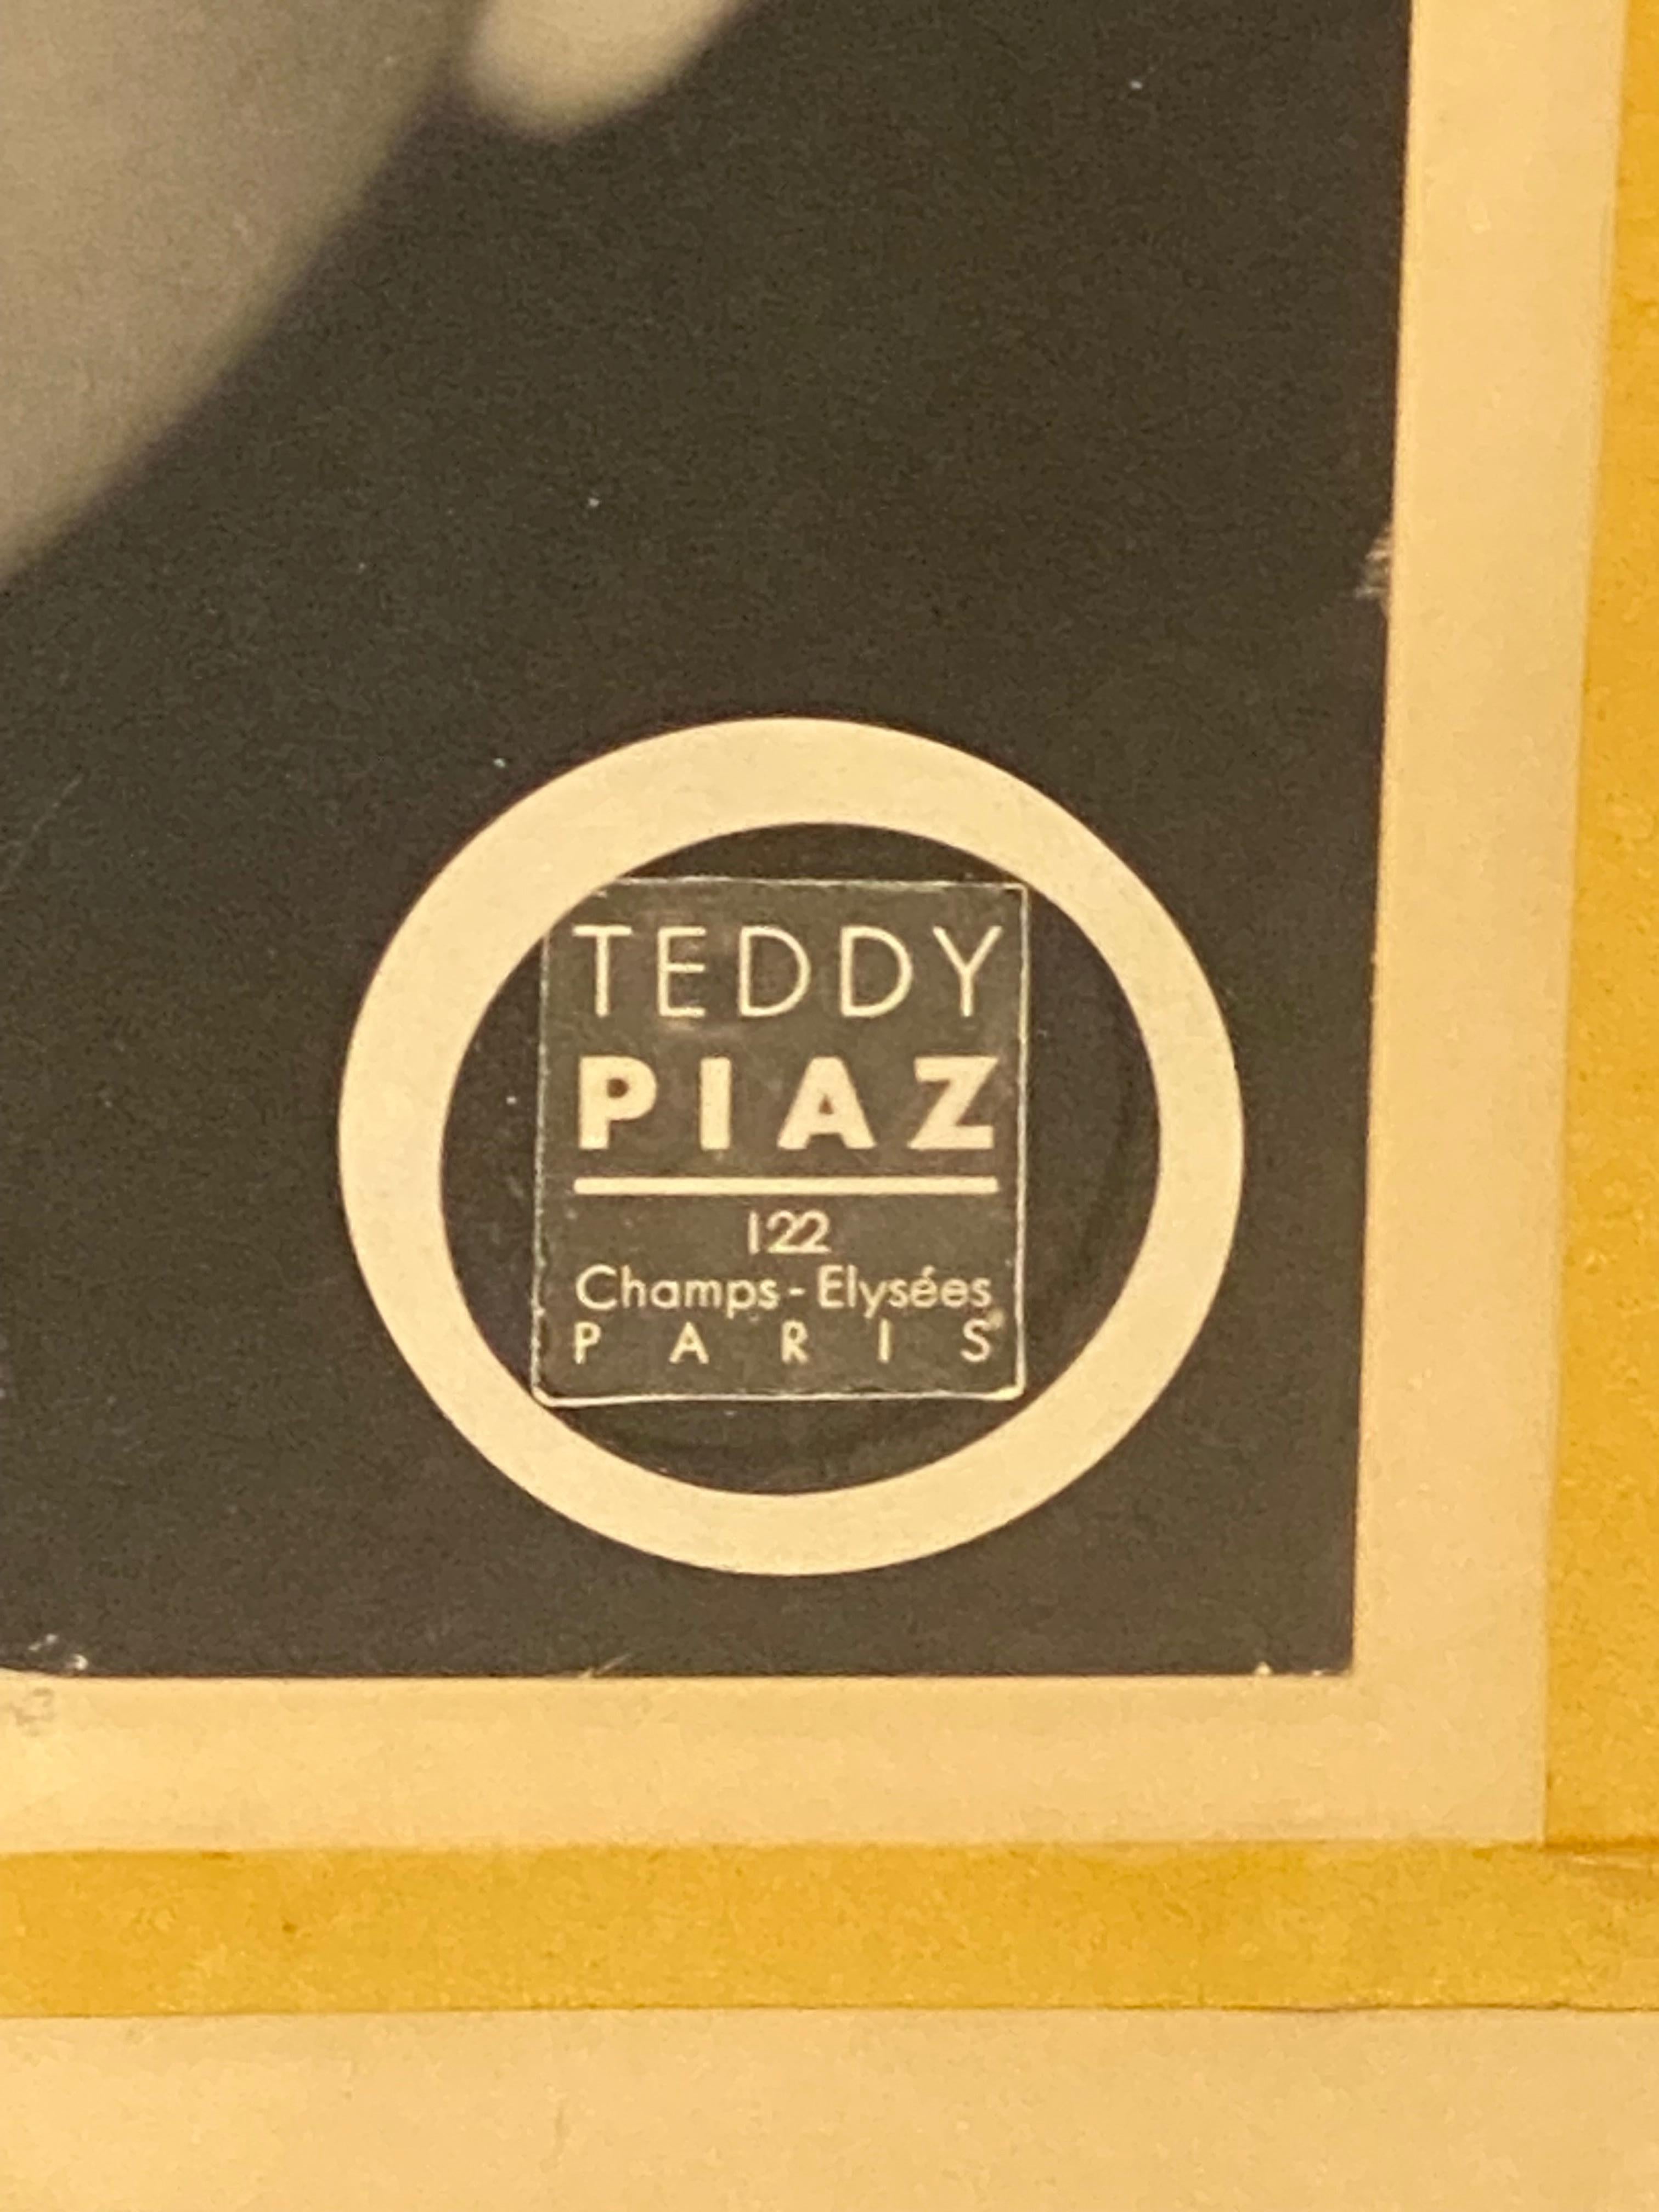 TEDDY
PIAZ
122
Champs-Elysées
PARIS